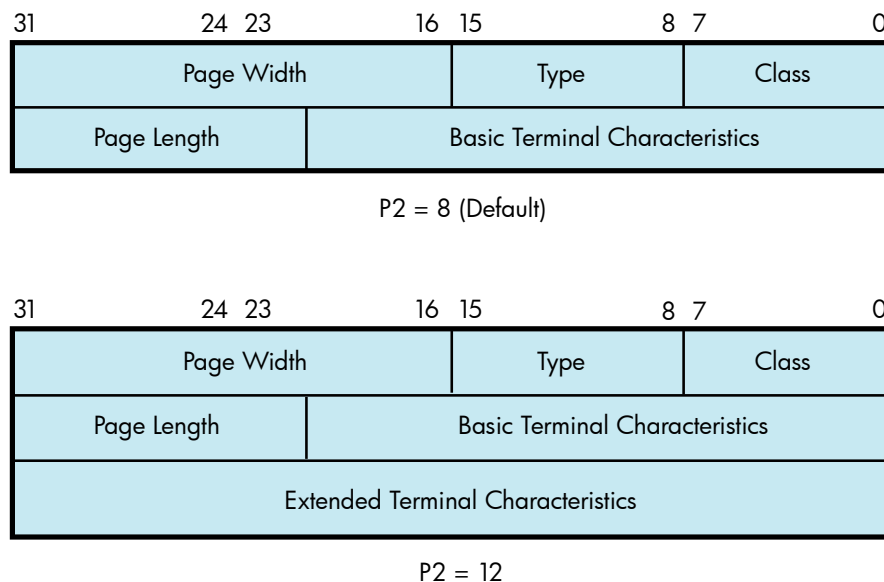 31 24 23 16 15 8 7 0
Page Width Type Class
Page Length Basic Terminal Characteristics
P2 = 8 (Default)
31 24 23 16 15 8 7 0
Page Width Type Class
Page Length Basic Terminal Characteristics
Extended Terminal Characteristics
P2 = 12